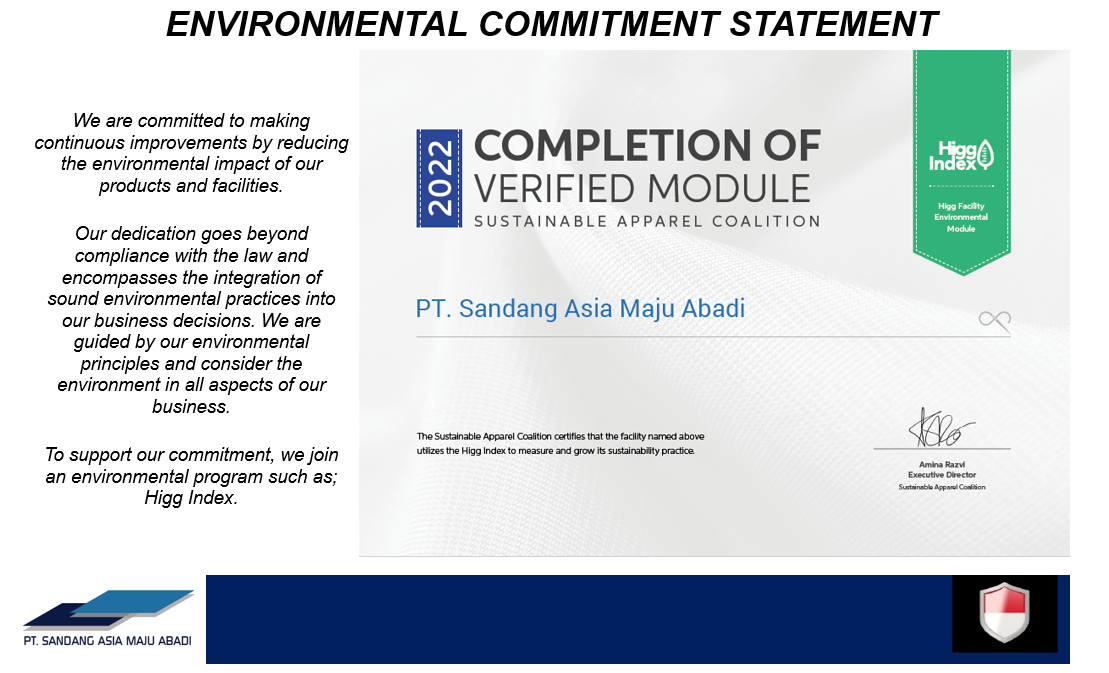 ENVIRONMENTAL COMMITMENT STATEMENT
We are committed to making
continuous improvements by reducing
the environmental impact of our
products and facilities.
Our dedication goes beyond
compliance with the law and
encompasses the integration of
sound environmental practices into
our business decisions. We are
guided by our environmental
principles and consider the
environment in all aspects of our
business.
To support our commitment, we join
an environmental program such as;
Higg Index.
2022
COMPLETION OF
VERIFIED MODULE
SUSTAINABLE APPAREL COALITION
Higg
Index
Higg Facility
Environmental
Module
PT. Sandang Asia Maju Abadi
The Sustainable Apparel Coalition certifies that the facility named above
utilizes the Higg Index to measure and grow its sustainability practice.
Amina Razvi
Executive Director
Sustainable Apparel Coalition
PT. SANDANG ASIA MAJU ABADI